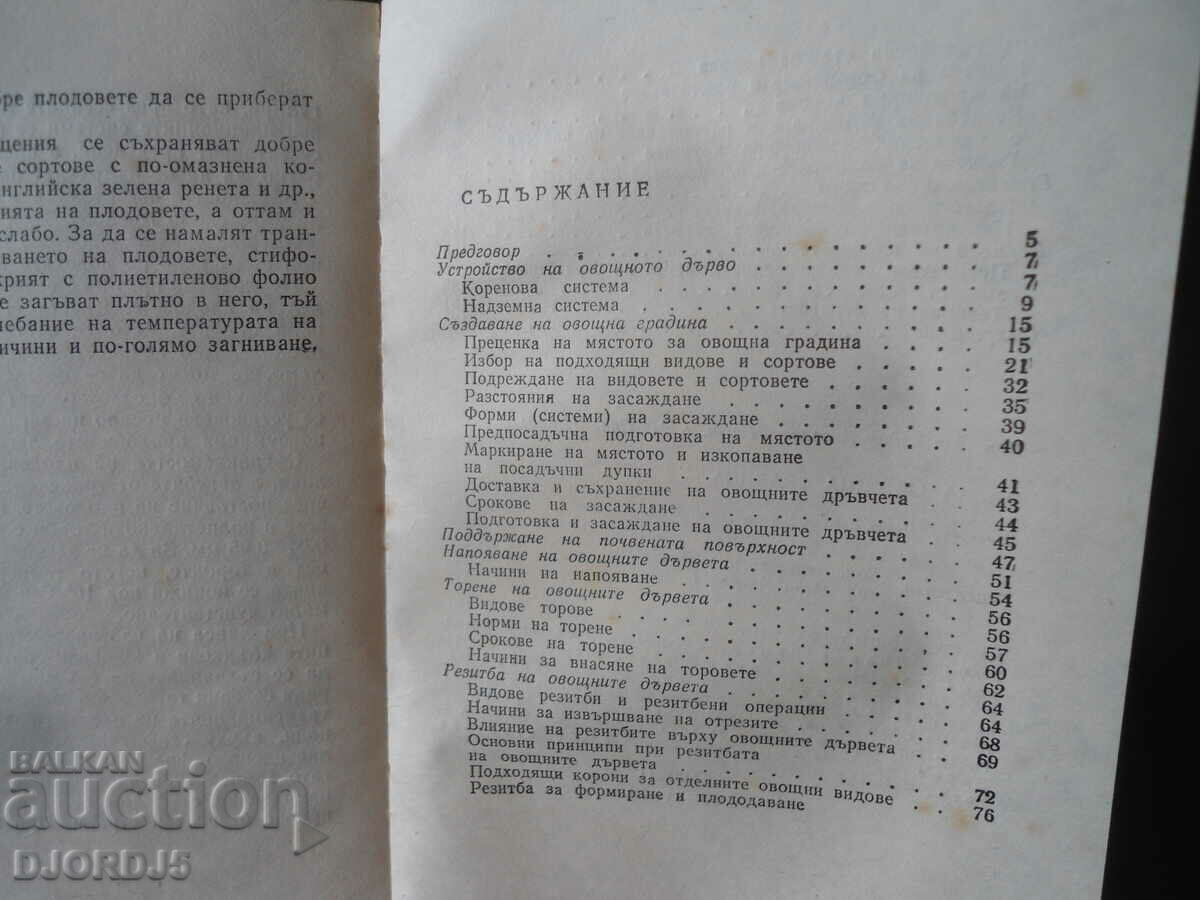 ре плодовете да се приберат
щения се съхраняват добре
е сортове с по-омазнена ко-
нглийска зелена ренета и др.,
ията на плодовете, а оттам и
слабо. За да се намалят тран-
ването на плодовете, стифо-
крият с полиетиленово фолио
е загъват плътно в него, тъй
лебание на температурата на
ичини и по-голямо загниване.
СЪДЪРЖАНИЕ
Предговор . . . . . . . . . . . . . 5
Устройство на овощното дърво . . . . . . . 7
Коренова система . . . . . . . . . . 7
Надземна система . . . . . . . . . . 9
Създаване на овощна градина . . . . . . . 15
Преценка на мястото за овощна градина . . . . 15
Избор на подходящи видове и сортове . . . . 21
Подреждане на видовете и сортовете . . . . . 32
Разстояния на засаждане . . . . . . . . 35
Форми (системи) на засаждане . . . . . . 39
Предпосадъчна подготовка на мястото . . . . 40
Маркиране на мястото и изкопаване
на посадъчни дупки . . . . . . . . . 41
Доставка и съхранение на овощните дръвчета . . 43
Срокове на засаждане . . . . . . . . . 44
Подготовка и засаждане на овощните дръвчета . . 45
Поддържане на почвената повърхност . . . . . 47
Напояване на овощните дървета . . . . . . . 51
Начини на напояване . . . . . . . . . 54
Торене на овощните дървета . . . . . . . . 56
Видове торове . . . . . . . . . . . 56
Норми на торене . . . . . . . . . . 57
Срокове на торене . . . . . . . . . . 60
Начини за внасяне на торовете . . . . . . 62
Резитба на овощните дървета . . . . . . . . 64
Видове резитби и резитбени операции . . . . 64
Начини за извършване на отрезите . . . . . 68
Влияние на резитбите върху овощните дървета . . 69
Основни принципи при резитбата
на овощните дървета . . . . . . . . . 72
Подходящи корони за отделните овощни видове . . 76
Резитба за формиране и плододаване . .
BALKAN
auction
DJORDJ5